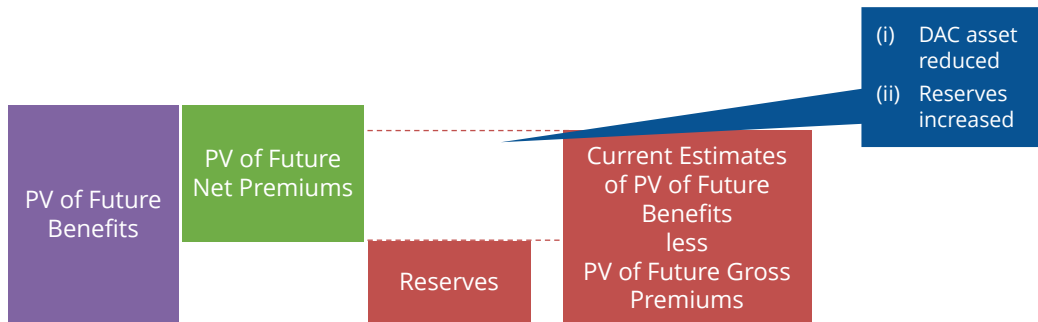 PV of Future
Benefits
PV of Future
Net Premiums
Reserves
Current Estimates
of PV of Future
Benefits
less
PV of Future Gross
Premiums
(i) DAC asset
reduced
(ii) Reserves
increased